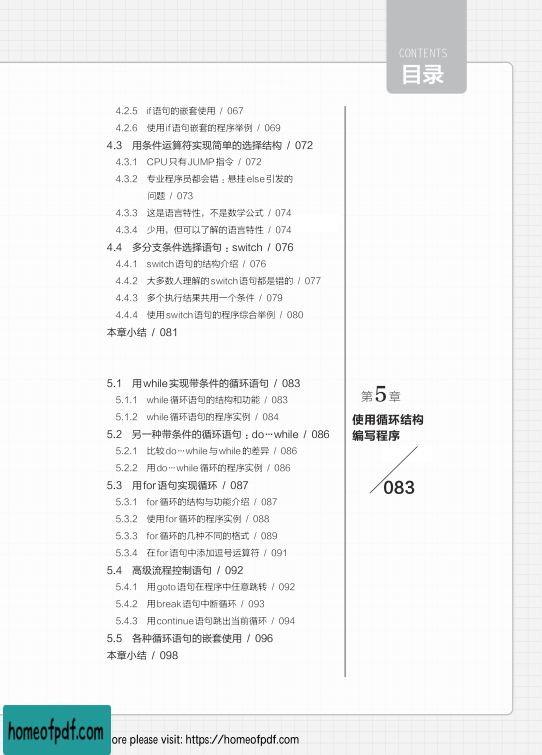 CONTENTS
目录
4.2.5 if语句的嵌套使用 / 067
4.2.6 使用if语句嵌套的程序举例 / 069
4.3 用条件运算符实现简单的选择结构 / 072
4.3.1 CPU只有JUMP指令 / 072
4.3.2 专业程序员都会错：悬挂else引发的
问题 / 073
4.3.3 这是语言特性，不是数学公式 / 074
4.3.4 少用，但可以了解的语言特性 / 074
4.4 多分支条件选择语句：switch / 076
4.4.1 switch语句的结构介绍 / 076
4.4.2 大多数人理解的switch语句都是错的 / 077
4.4.3 多个执行结果共用一个条件 / 079
4.4.4 使用switch语句的程序综合举例 / 080
本章小结 / 081
第5章
使用循环结构
编写程序
083
5.1 用while实现带条件的循环语句 / 083
5.1.1 while循环语句的结构和功能 / 083
5.1.2 while循环语句的程序实例 / 084
5.2 另一种带条件的循环语句：do…while / 086
5.2.1 比较do…while与while的差异 / 086
5.2.2 用do…while循环的程序实例 / 086
5.3 用for语句实现循环 / 087
5.3.1 for循环的结构与功能介绍 / 087
5.3.2 使用for循环的程序实例 / 088
5.3.3 for循环的几种不同的格式 / 089
5.3.4 在for语句中添加逗号运算符 / 091
5.4 高级流程控制语句 / 092
5.4.1 用goto语句在程序中任意跳转 / 092
5.4.2 用break语句中断循环 / 093
5.4.3 用continue语句跳出当前循环 / 094
5.5 各种循环语句的嵌套使用 / 096
本章小结 / 098
homeofpdf.com
ore please visit: https://homeofpdf.com